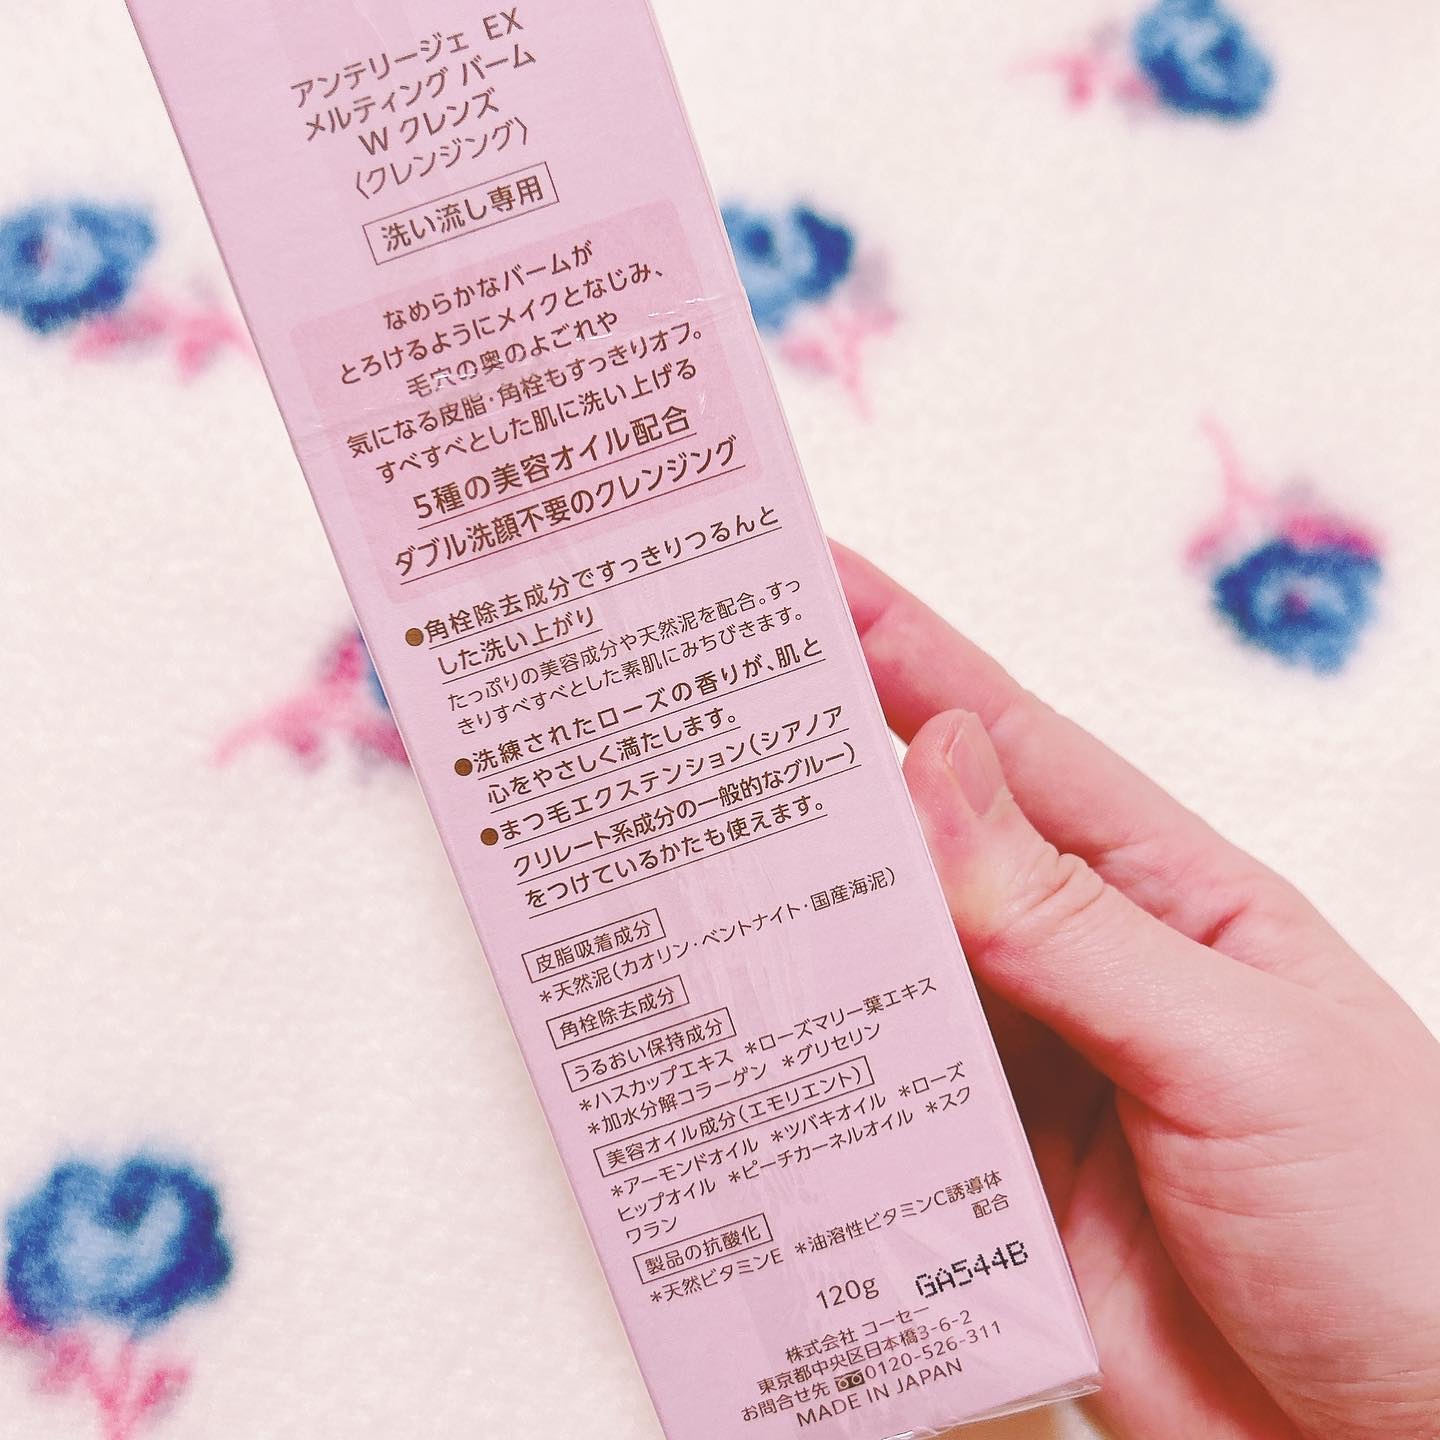 アンテリージェ EX
メルティング バーム
W クレンズ
〈クレンジング〉
洗い流し専用
なめらかなバームが
とろけるようにメイクとなじみ、
毛穴の奥のよごれや
気になる皮脂・角栓もすっきりオフ。
すべすべとした肌に洗い上げる
5種の美容オイル配合
ダブル洗顔不要のクレンジング
●角栓除去成分ですっきりつるんと
した洗い上がり
たっぷりの美容成分や天然泥を配合。すっ
きりすべすべとした素肌にみちびきます。
●洗練されたローズの香りが、肌と
心をやさしく満たします。
●まつ毛エクステンション(シアノア
クリレート系成分の一般的なグルー)
をつけているかたも使えます。
皮脂吸着成分
*天然泥(カオリン・ベントナイト・国産海泥)
角栓除去成分
うるおい保持成分
*ハスカップエキス *ローズマリー葉エキス
*加水分解コラーゲン *グリセリン
美容オイル成分(エモリエント)
*アーモンドオイル *ツバキオイル *ローズ
ヒップオイル *ピーチカーネルオイル *スク
ワラン
製品の抗酸化
*天然ビタミンE *油溶性ビタミンC誘導体
配合
120g GA544B
株式会社 コーセー
東京都中央区日本橋3-6-2
お問合せ先 0120-526-311
MADE IN JAPAN